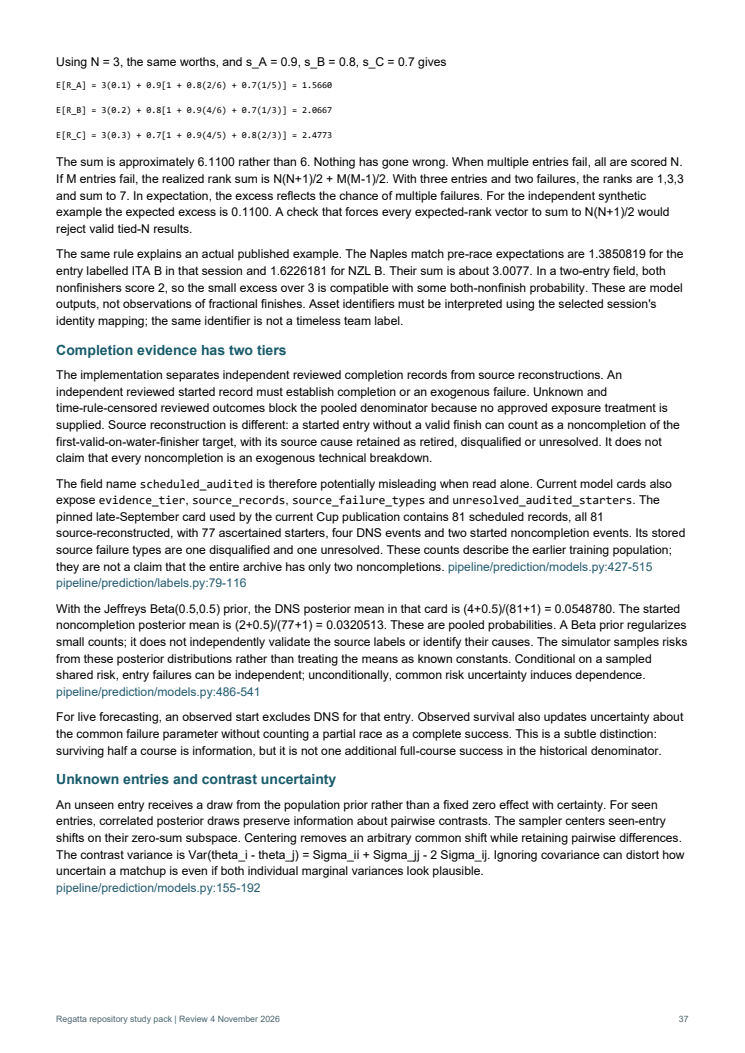 Using N = 3, the same worths, and s_A = 0.9, s_B = 0.8, s_C = 0.7 gives
E[R_A] = 3(0.1) + 0.9[1 + 0.8(2/6) + 0.7(1/5)] = 1.5660
E[R_B] = 3(0.2) + 0.8[1 + 0.9(4/6) + 0.7(1/3)] = 2.0667
E[R_C] = 3(0.3) + 0.7[1 + 0.9(4/5) + 0.8(2/3)] = 2.4773
The sum is approximately 6.1100 rather than 6. Nothing has gone wrong. When multiple entries fail, all are scored N.
If M entries fail, the realized rank sum is N(N+1)/2 + M(M-1)/2. With three entries and two failures, the ranks are 1,3,3
and sum to 7. In expectation, the excess reflects the chance of multiple failures. For the independent synthetic
example the expected excess is 0.1100. A check that forces every expected-rank vector to sum to N(N+1)/2 would
reject valid tied-N results.
The same rule explains an actual published example. The Naples match pre-race expectations are 1.3850819 for the
entry labelled ITA B in that session and 1.6226181 for NZL B. Their sum is about 3.0077. In a two-entry field, both
nonfinishers score 2, so the small excess over 3 is compatible with some both-nonfinish probability. These are model
outputs, not observations of fractional finishes. Asset identifiers must be interpreted using the selected session's
identity mapping; the same identifier is not a timeless team label.
Completion evidence has two tiers
The implementation separates independent reviewed completion records from source reconstructions. An
independent reviewed started record must establish completion or an exogenous failure. Unknown and
time-rule-censored reviewed outcomes block the pooled denominator because no approved exposure treatment is
supplied. Source reconstruction is different: a started entry without a valid finish can count as a noncompletion of the
first-valid-on-water-finisher target, with its source cause retained as retired, disqualified or unresolved. It does not
claim that every noncompletion is an exogenous technical breakdown.
The field name scheduled_audited is therefore potentially misleading when read alone. Current model cards also
expose evidence_tier, source_records, source_failure_types and unresolved_audited_starters. The
pinned late-September card used by the current Cup publication contains 81 scheduled records, all 81
source-reconstructed, with 77 ascertained starters, four DNS events and two started noncompletion events. Its stored
source failure types are one disqualified and one unresolved. These counts describe the earlier training population;
they are not a claim that the entire archive has only two noncompletions. pipeline/prediction/models.py:427-515
pipeline/prediction/labels.py:79-116
With the Jeffreys Beta(0.5,0.5) prior, the DNS posterior mean in that card is (4+0.5)/(81+1) = 0.0548780. The started
noncompletion posterior mean is (2+0.5)/(77+1) = 0.0320513. These are pooled probabilities. A Beta prior regularizes
small counts; it does not independently validate the source labels or identify their causes. The simulator samples risks
from these posterior distributions rather than treating the means as known constants. Conditional on a sampled
shared risk, entry failures can be independent; unconditionally, common risk uncertainty induces dependence.
pipeline/prediction/models.py:486-541
For live forecasting, an observed start excludes DNS for that entry. Observed survival also updates uncertainty about
the common failure parameter without counting a partial race as a complete success. This is a subtle distinction:
surviving half a course is information, but it is not one additional full-course success in the historical denominator.
Unknown entries and contrast uncertainty
An unseen entry receives a draw from the population prior rather than a fixed zero effect with certainty. For seen
entries, correlated posterior draws preserve information about pairwise contrasts. The sampler centers seen-entry
shifts on their zero-sum subspace. Centering removes an arbitrary common shift while retaining pairwise differences.
The contrast variance is Var(theta_i - theta_j) = Sigma_ii + Sigma_jj - 2 Sigma_ij. Ignoring covariance can distort how
uncertain a matchup is even if both individual marginal variances look plausible.
pipeline/prediction/models.py:155-192
Regatta repository study pack | Review 4 November 2026
37